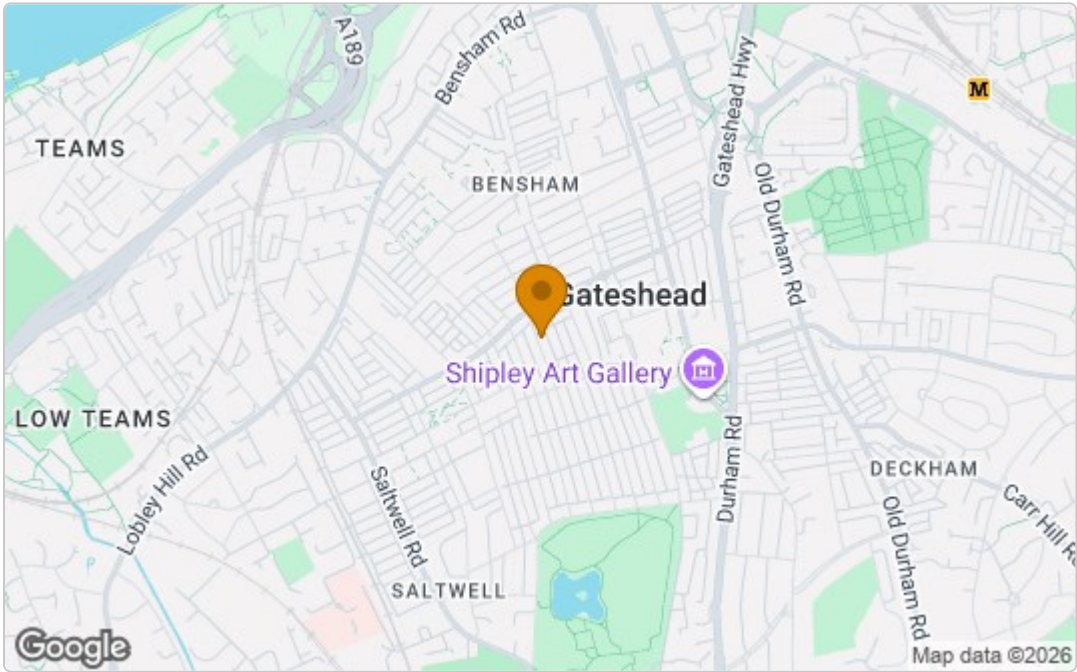 A189
Bensham Rd
Gateshead Hwy
M
TEAMS
BENSHAM
Old Durham Rd
Gateshead
Shipley Art Gallery
LOW TEAMS
Lobley Hill Rd
Saltwell Rd
Durham Rd
DECKHAM
Carr Hill
Old Durham Rd
SALTWELL
Google
Map data ©2026